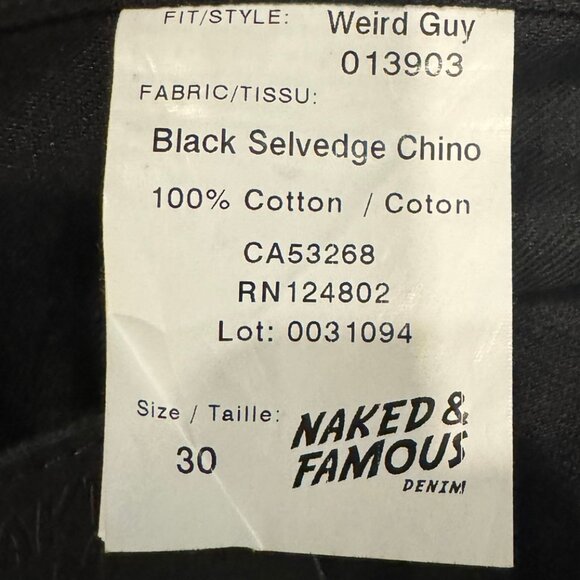 FIT/STYLE: Weird Guy
013903
FABRIC/TISSU:
Black Selvedge Chino
100% Cotton / Coton
CA53268
RN124802
Lot: 0031094
Size / Taille:
30
NAKED &
FAMOUS
DENIM